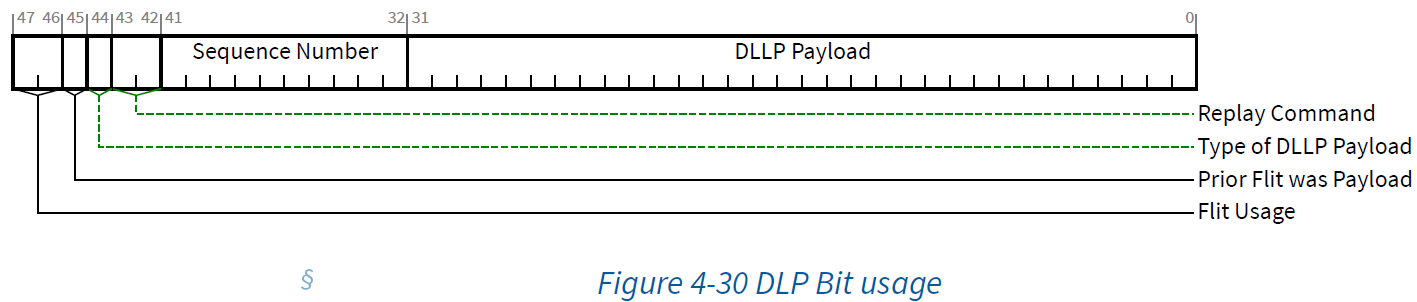 47 46 45 44 43 42 41 32 31 0
Sequence Number DLLP Payload
Replay Command
Type of DLLP Payload
Prior Flit was Payload
Flit Usage
§ Figure 4-30 DLP Bit usage